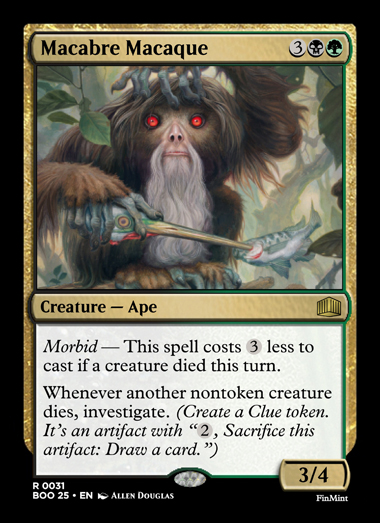 Macabre Macaque 3
Creature — Ape
Morbid — This spell costs 3 less to
cast if a creature died this turn.
Whenever another nontoken creature
dies, investigate. (Create a Clue token.
It's an artifact with “2, Sacrifice this
artifact: Draw a card.”)
3/4
R 0031
BOO 25 • EN Allen Douglas
FinMint